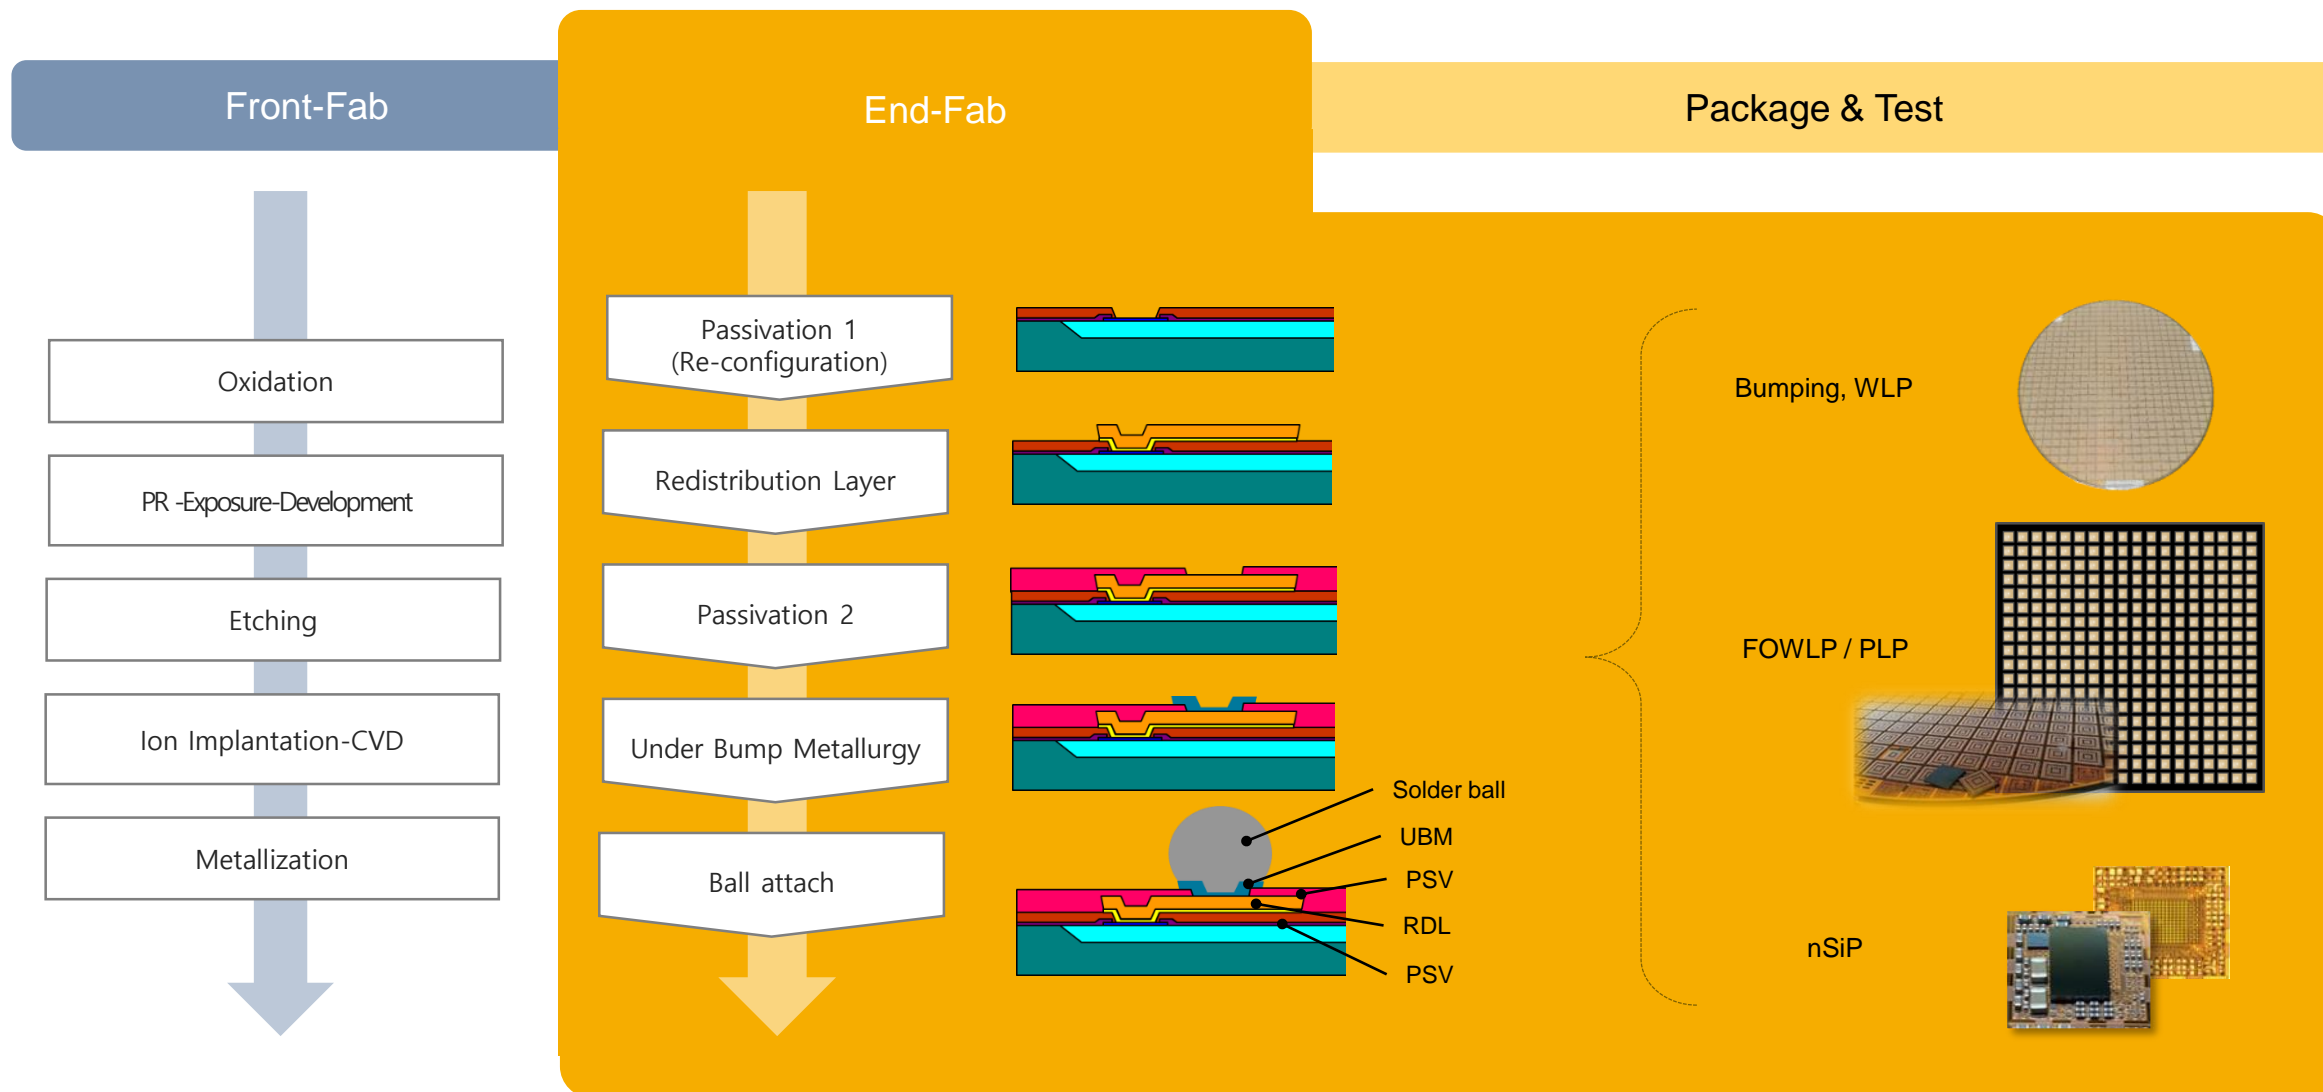 Front-Fab
End-Fab
Package & Test
Oxidation
PR -Exposure-Development
Etching
Ion Implantation-CVD
Metallization
Passivation 1
(Re-configuration)
Redistribution Layer
Passivation 2
Under Bump Metallurgy
Ball attach
Solder ball
UBM
PSV
RDL
PSV
Bumping, WLP
FOWLP / PLP
nSiP